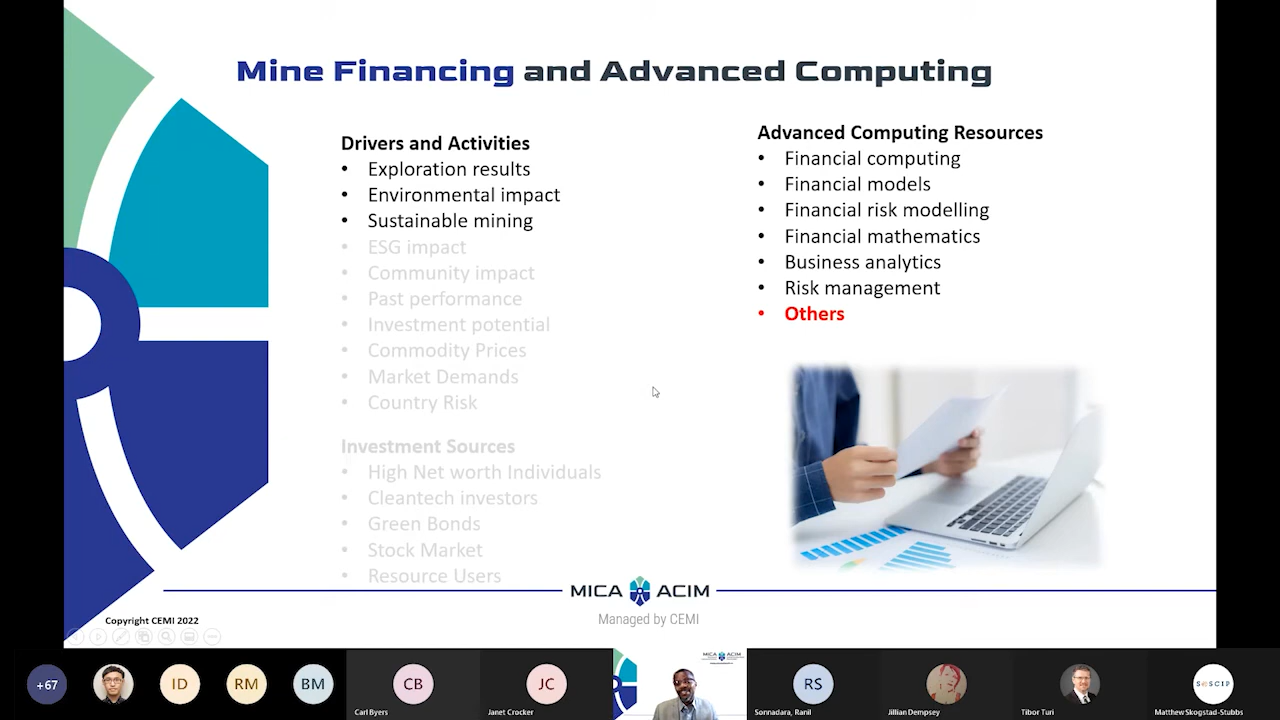 Mine Financing and Advanced Computing
Drivers and Activities
• Exploration results
• Environmental impact
• Sustainable mining
• ESG impact
• Community impact
• Past performance
• Investment potential
• Commodity Prices
• Market Demands
• Country Risk
Investment Sources
• High Net worth Individuals
• Cleantech investors
• Green Bonds
• Stock Market
• Resource Users
Advanced Computing Resources
• Financial computing
• Financial models
• Financial risk modelling
• Financial mathematics
• Business analytics
• Risk management
• Others
MICA ACIM
Managed by CEMI
Copyright CEMI 2022
+67
ID
RM
BM
CB
Carl Byers
JC
Janet Crocker
MICA ACIM
RS
Sonnadara, Ranil
Jillian Dempsey
Tibor Turi
SOSCIP
Matthew Skogstad-Stubbs